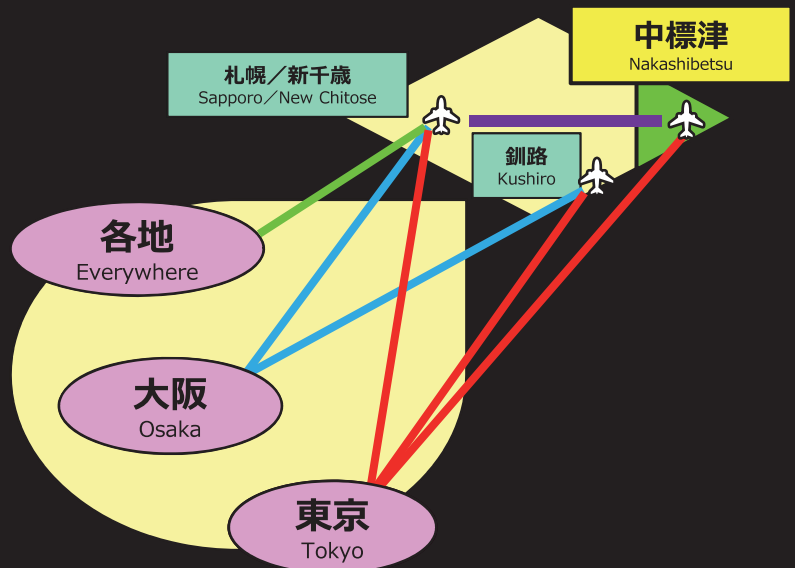 中標津
Nakashibetsu
札幌／新千歳
Sapporo／New Chitose
釧路
Kushiro
各地
Everywhere
大阪
Osaka
東京
Tokyo